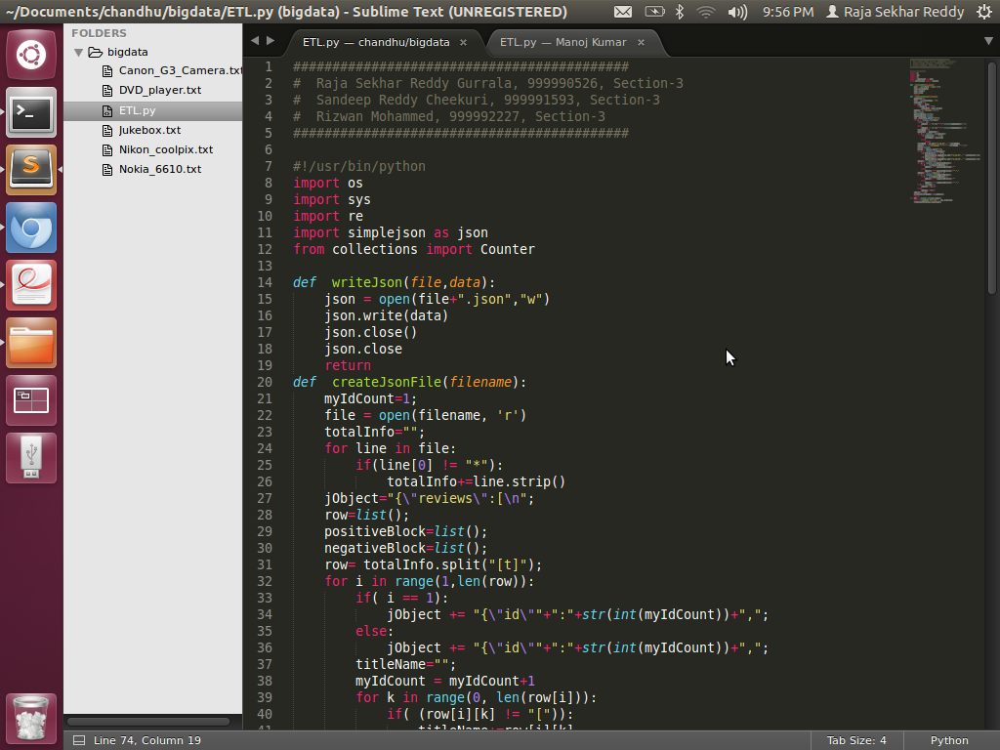 ~/Documents/chandhu/bigdata/ETL.py (bigdata) - Sublime Text (UNREGISTERED)
9:56 PM
Raja Sekhar Reddy
FOLDERS
bigdata
Canon_G3_Camera.txt
DVD_player.txt
ETL.py
Jukebox.txt
Nikon_coolpix.txt
Nokia_6610.txt
ETL.py — chandhu/bigdata ×
ETL.py — Manoj Kumar ×
1 ###########################################
2 #  Raja Sekhar Reddy Gurrala, 999990526, Section-3
3 #  Sandeep Reddy Cheekuri, 999991593, Section-3
4 #  Rizwan Mohammed, 999992227, Section-3
5 ###########################################
6
7 #!/usr/bin/python
8 import os
9 import sys
10 import re
11 import simplejson as json
12 from collections import Counter
13
14 def  writeJson(file,data):
15     json = open(file+".json","w")
16     json.write(data)
17     json.close()
18     json.close
19     return
20 def  createJsonFile(filename):
21     myIdCount=1;
22     file = open(filename, 'r')
23     totalInfo="";
24     for line in file:
25         if(line[0] != "*"):
26             totalInfo+=line.strip()
27     jObject="{\"reviews\":[\n";
28     row=list();
29     positiveBlock=list();
30     negativeBlock=list();
31     row= totalInfo.split("[t]");
32     for i in range(1,len(row)):
33         if( i == 1):
34             jObject += "{\"id\""+":"+str(int(myIdCount))+",";
35         else:
36             jObject += "{\"id\""+":"+str(int(myIdCount))+",";
37         titleName="";
38         myIdCount = myIdCount+1
39         for k in range(0, len(row[i])):
40             if( (row[i][k] != "[")):
41                 titleName+=row[i][k]
Line 74, Column 19
Tab Size: 4
Python